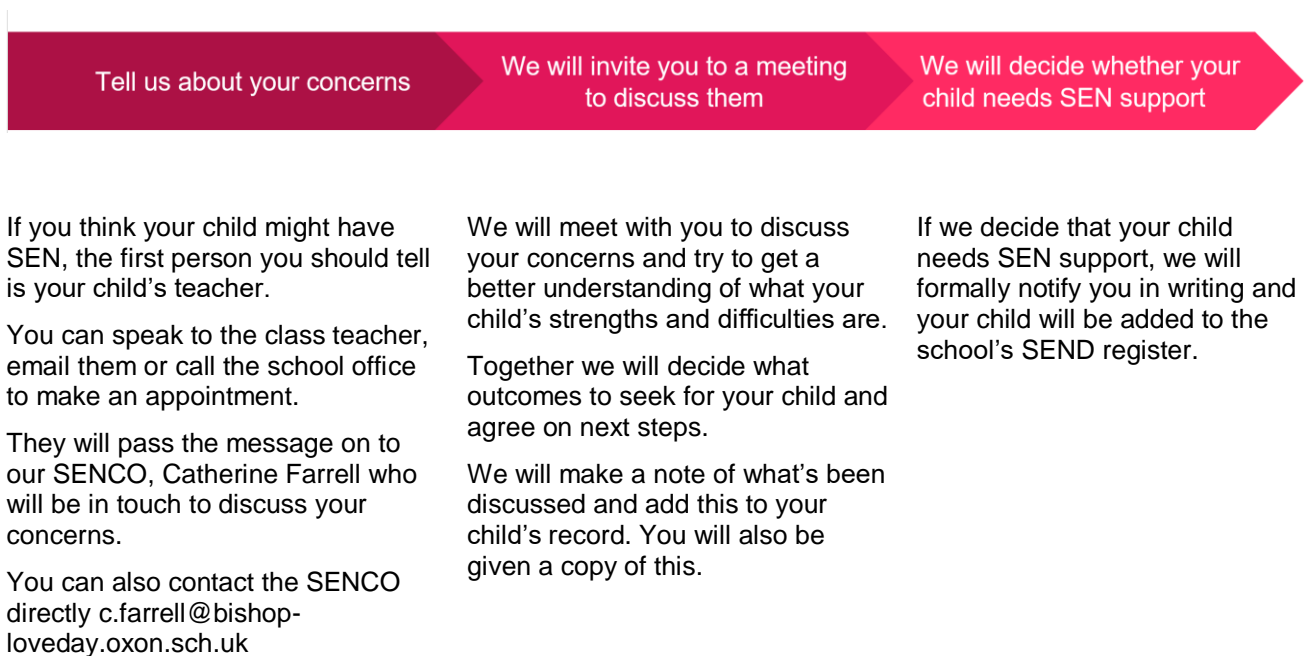 Tell us about your concerns
We will invite you to a meeting
to discuss them
We will decide whether your
child needs SEN support
If you think your child might have
SEN, the first person you should tell
is your child’s teacher.
You can speak to the class teacher,
email them or call the school office
to make an appointment.
They will pass the message on to
our SENCO, Catherine Farrell who
will be in touch to discuss your
concerns.
You can also contact the SENCO
directly c.farrell@bishop-
loveday.oxon.sch.uk
We will meet with you to discuss
your concerns and try to get a
better understanding of what your
child’s strengths and difficulties are.
Together we will decide what
outcomes to seek for your child and
agree on next steps.
We will make a note of what’s been
discussed and add this to your
child’s record. You will also be
given a copy of this.
If we decide that your child
needs SEN support, we will
formally notify you in writing and
your child will be added to the
school’s SEND register.